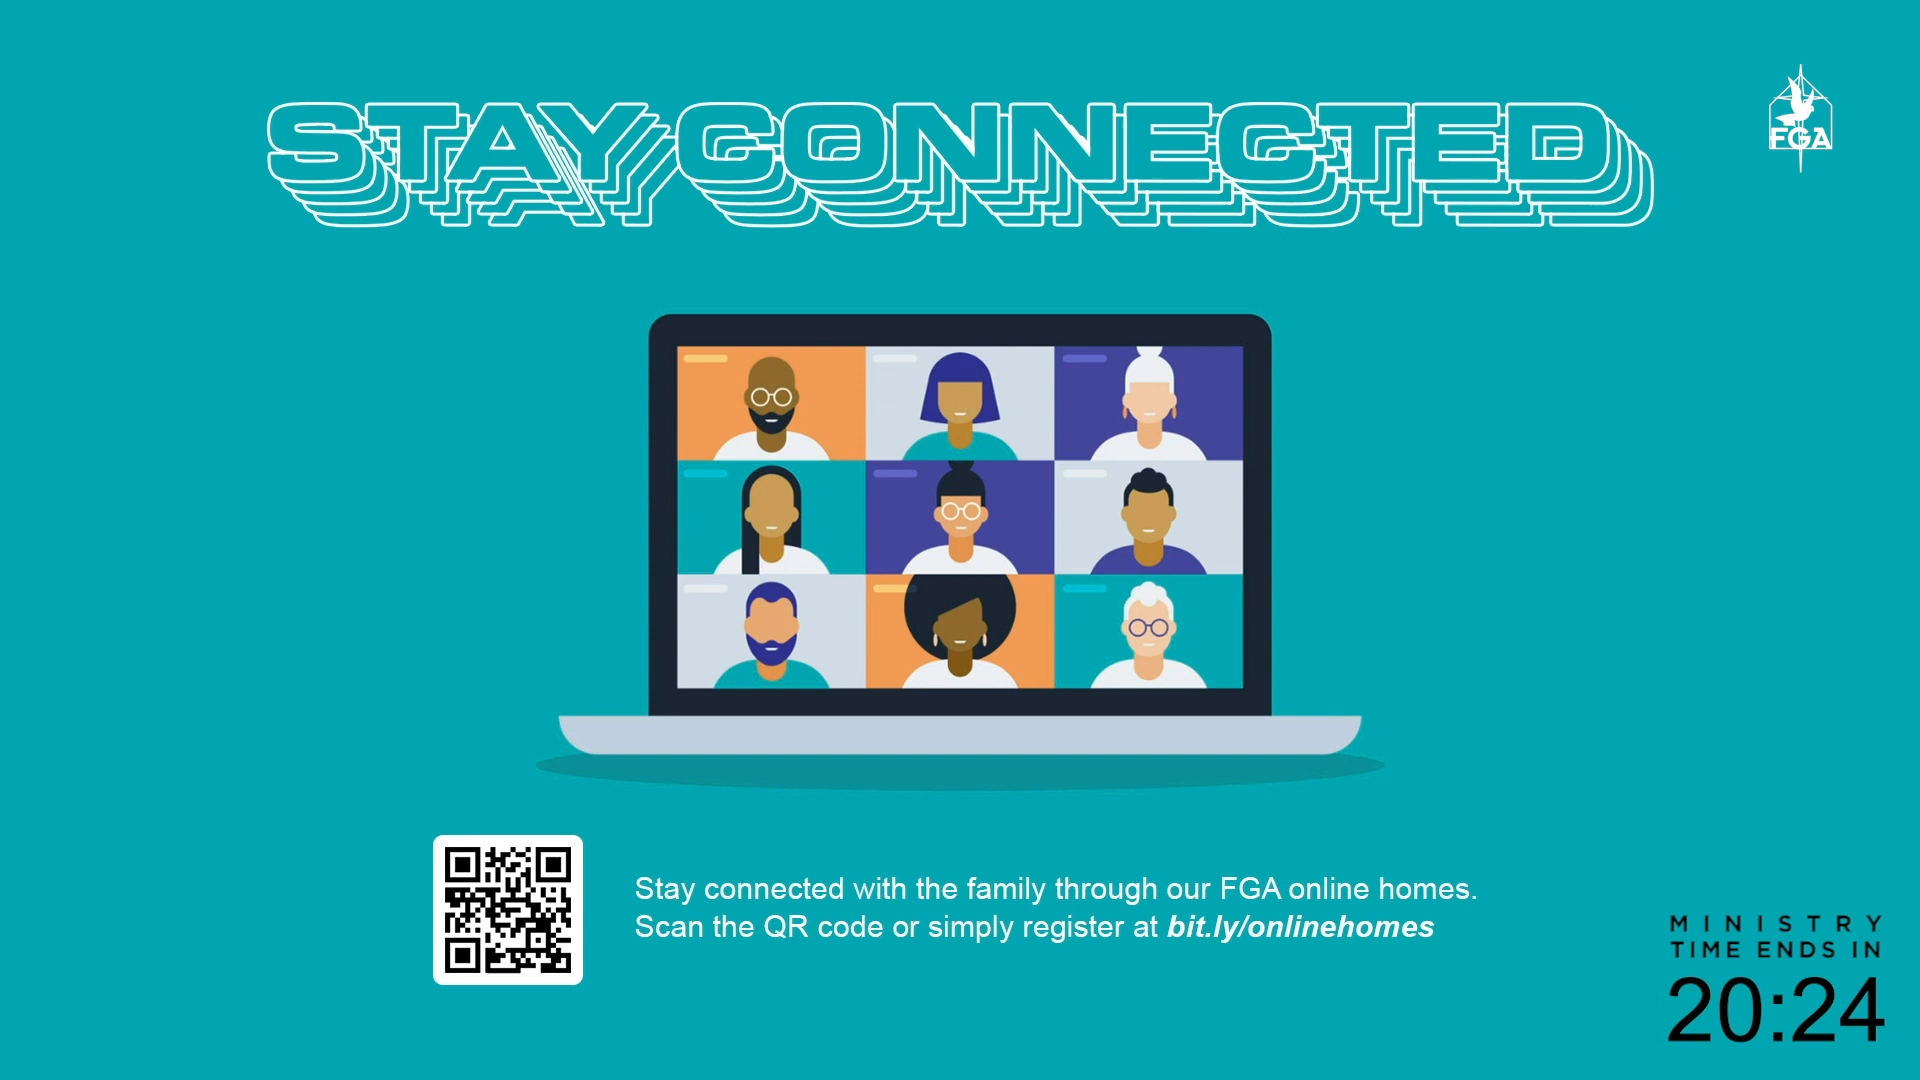 STAY CONNECTED
FGA
Stay connected with the family through our FGA online homes.
Scan the QR code or simply register at bit.ly/onlinehomes
MINISTRY
TIME ENDS IN
20:24